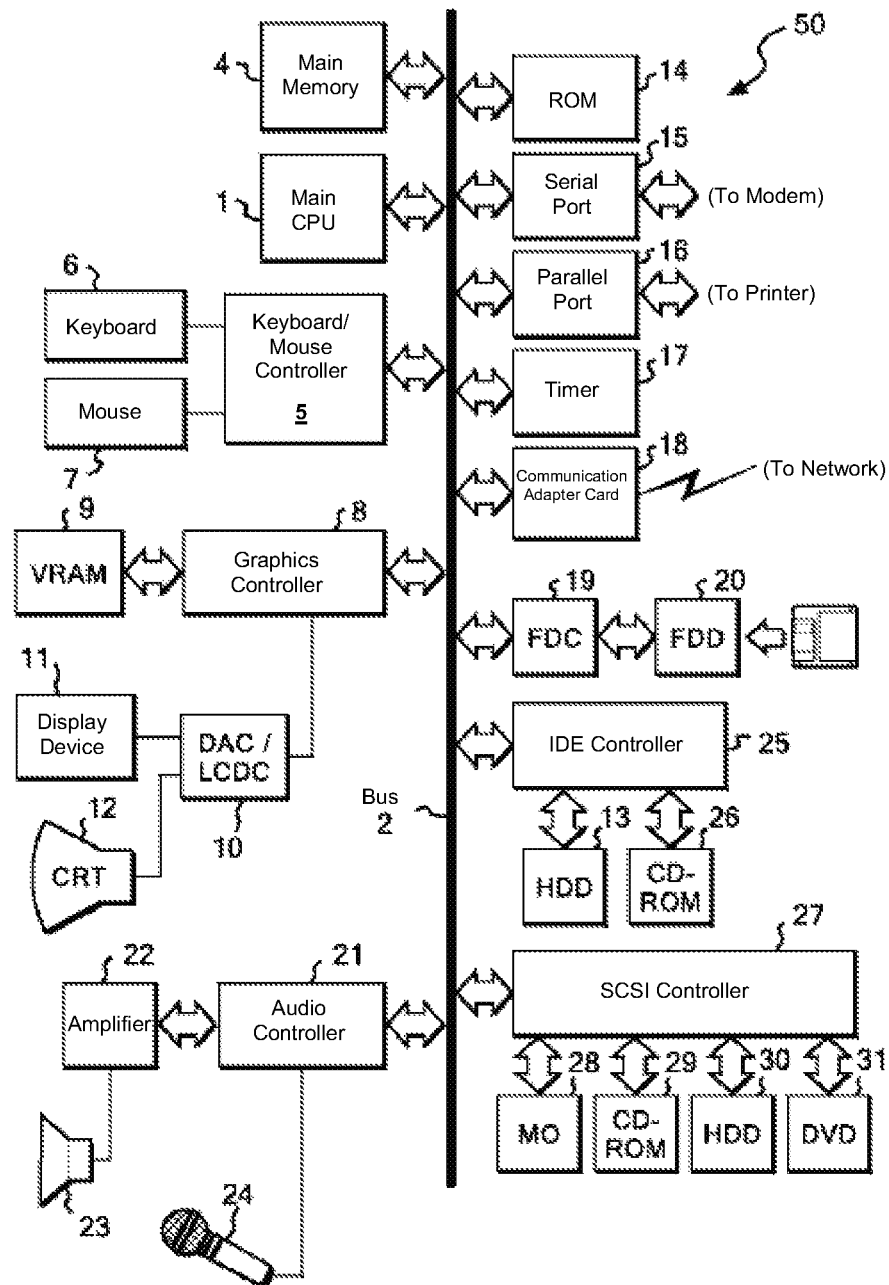 50
4
Main
Memory
14
ROM
1
Main
CPU
15
Serial
Port
(To Modem)
6
Keyboard
Keyboard/
Mouse
Controller
5
Mouse
7
16
Parallel
Port
(To Printer)
17
Timer
18
Communication
Adapter Card
(To Network)
9
VRAM
8
Graphics
Controller
19
FDC
20
FDD
11
Display
Device
DAC /
LCDC
10
12
CRT
Bus
2
IDE Controller
25
13
HDD
26
CD-
ROM
22
Amplifier
21
Audio
Controller
23
24
27
SCSI Controller
28
MO
29
CD-
ROM
30
HDD
31
DVD